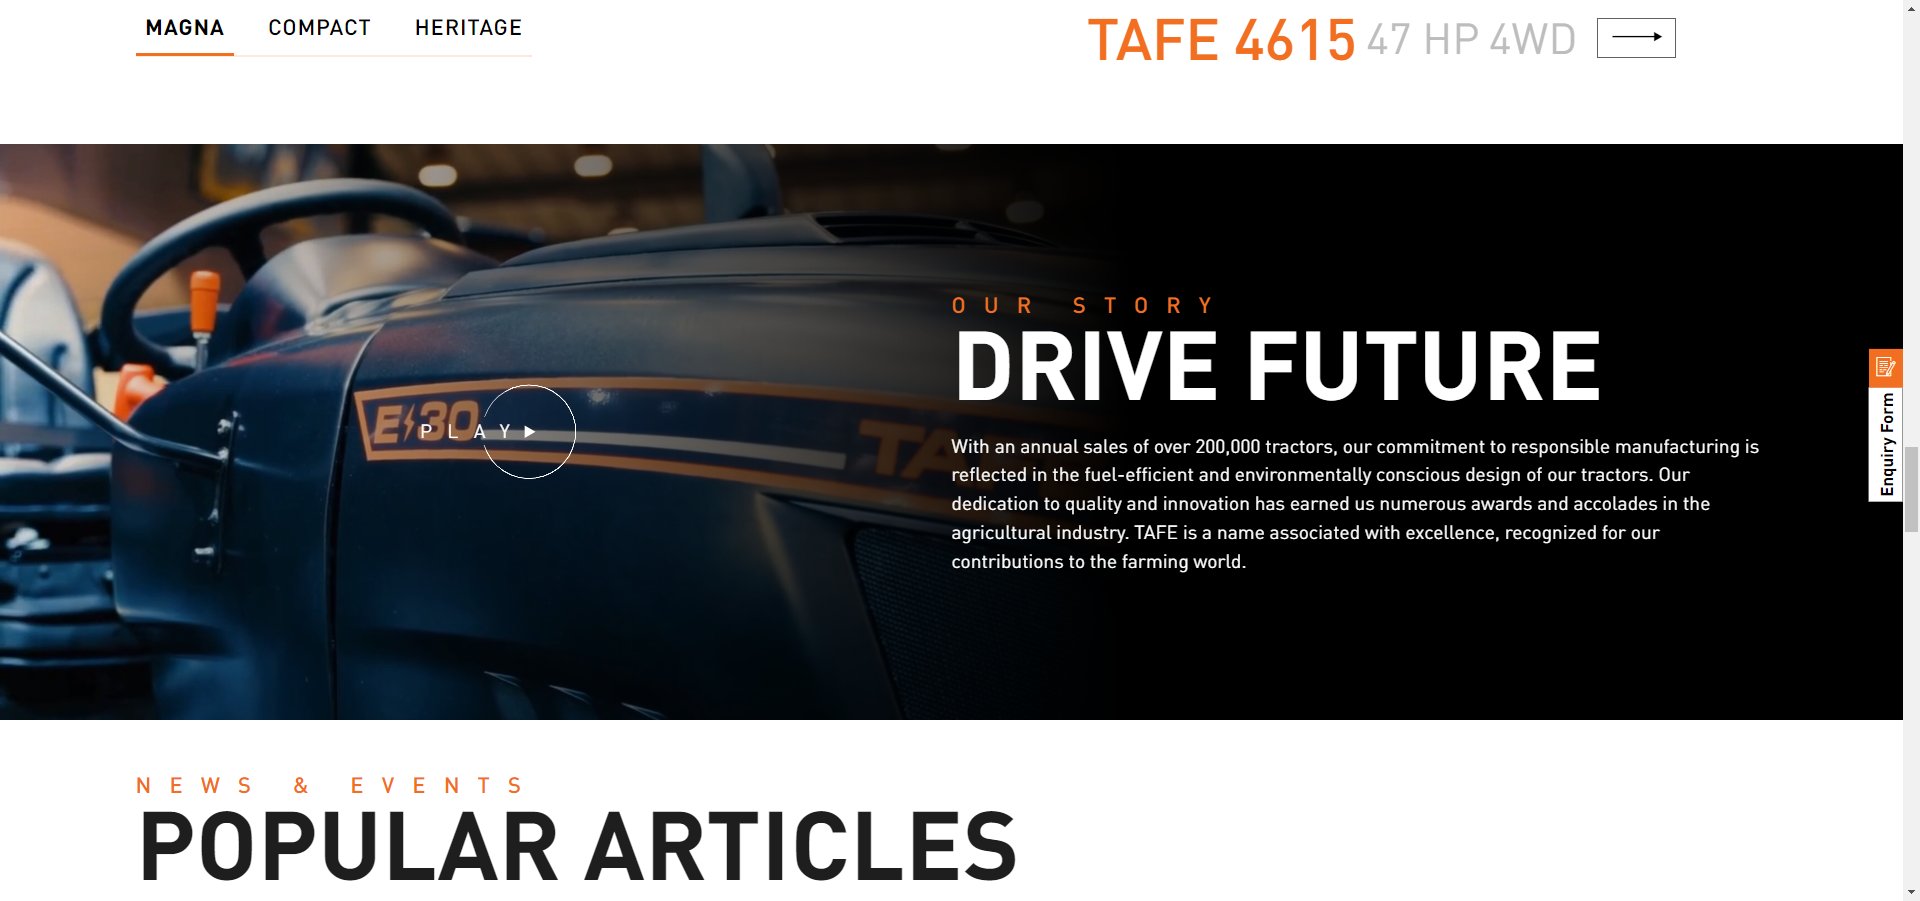 MAGNA COMPACT HERITAGE
TAFE 4615 47 HP 4WD
OUR STORY
DRIVE FUTURE
E30
PLAY
TA
With an annual sales of over 200,000 tractors, our commitment to responsible manufacturing is
reflected in the fuel-efficient and environmentally conscious design of our tractors. Our
dedication to quality and innovation has earned us numerous awards and accolades in the
agricultural industry. TAFE is a name associated with excellence, recognized for our
contributions to the farming world.
Enquiry Form
NEWS & EVENTS
POPULAR ARTICLES